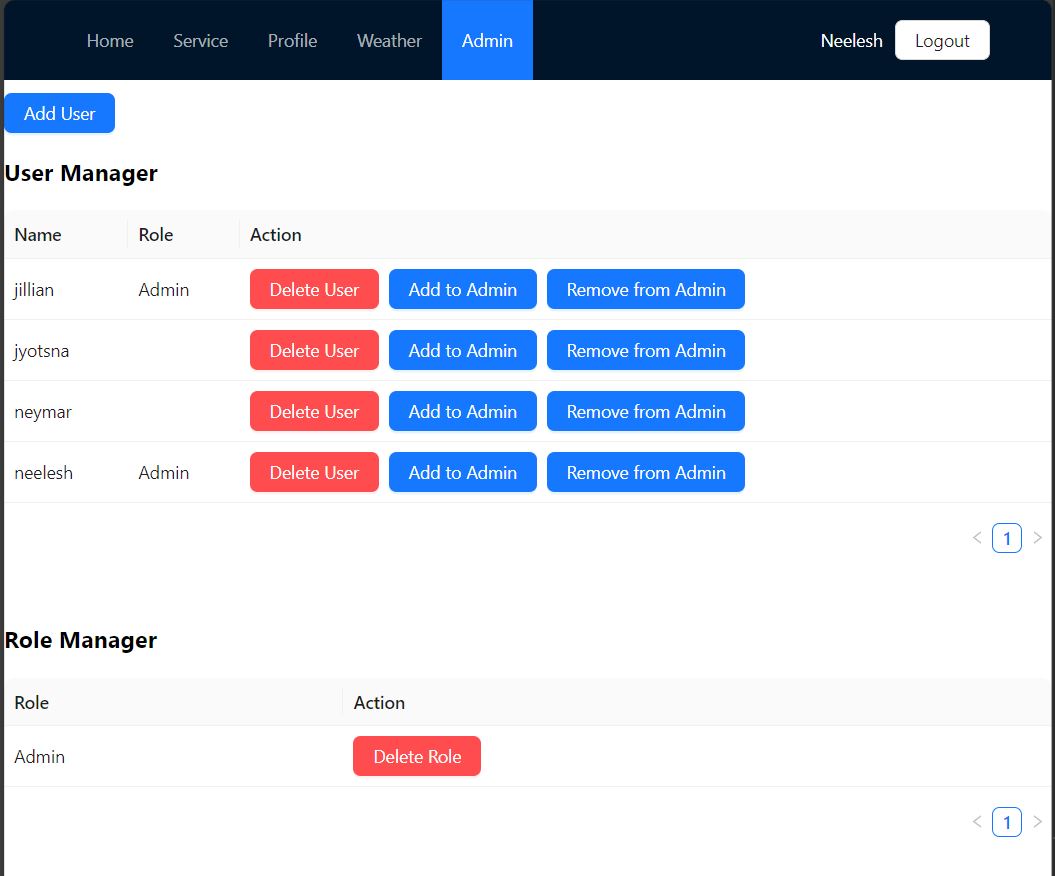 Home Service Profile Weather Admin Neelesh Logout
Add User
User Manager
Name Role Action
jillian Admin Delete User Add to Admin Remove from Admin
jyotsna Delete User Add to Admin Remove from Admin
neymar Delete User Add to Admin Remove from Admin
neelesh Admin Delete User Add to Admin Remove from Admin
< 1 >
Role Manager
Role Action
Admin Delete Role
< 1 >